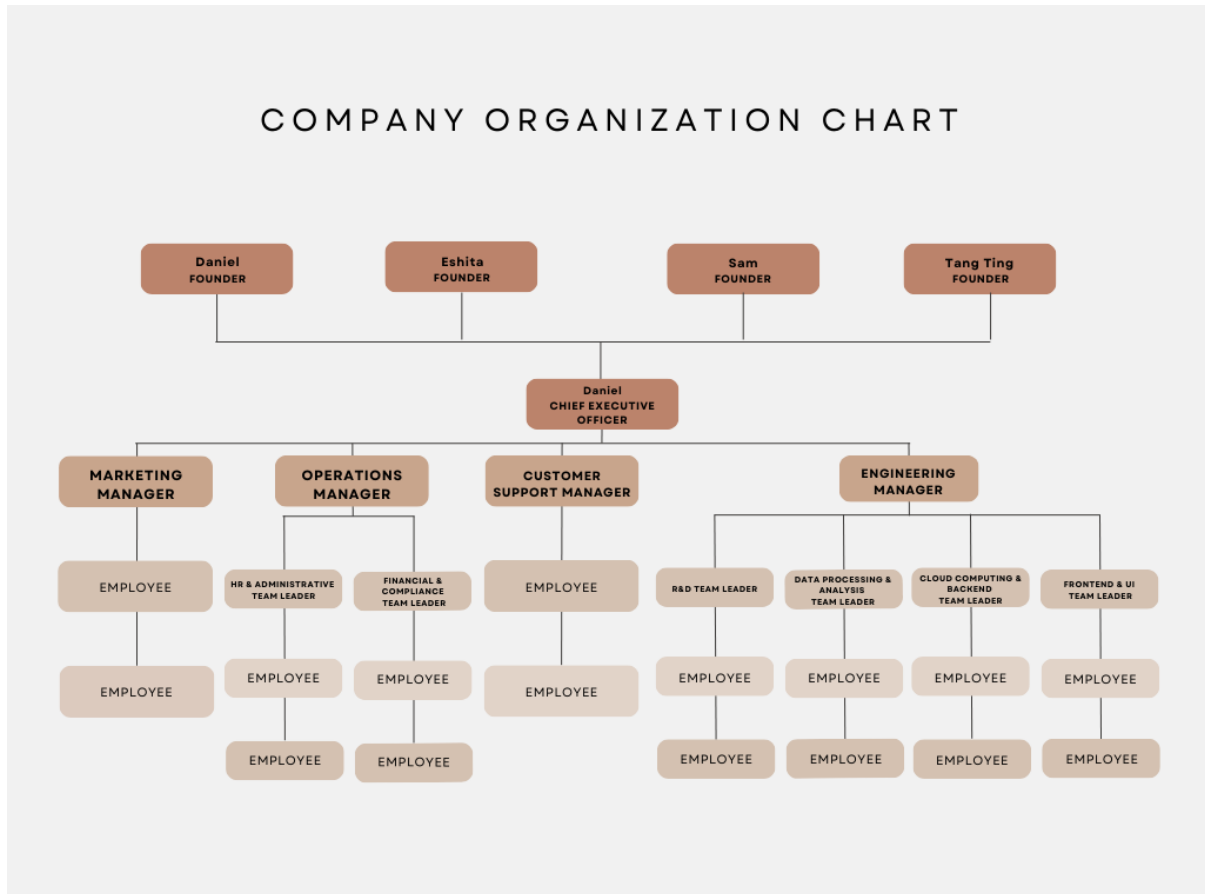 COMPANY ORGANIZATION CHART
Daniel
FOUNDER
Eshita
FOUNDER
Sam
FOUNDER
Tang Ting
FOUNDER
Daniel
CHIEF EXECUTIVE
OFFICER
MARKETING
MANAGER
OPERATIONS
MANAGER
CUSTOMER
SUPPORT MANAGER
ENGINEERING
MANAGER
EMPLOYEE
HR & ADMINISTRATIVE
TEAM LEADER
FINANCIAL &
COMPLIANCE
TEAM LEADER
EMPLOYEE
R&D TEAM LEADER
DATA PROCESSING &
ANALYSIS
TEAM LEADER
CLOUD COMPUTING &
BACKEND
TEAM LEADER
FRONTEND & UI
TEAM LEADER
EMPLOYEE
EMPLOYEE
EMPLOYEE
EMPLOYEE
EMPLOYEE
EMPLOYEE
EMPLOYEE
EMPLOYEE
EMPLOYEE
EMPLOYEE
EMPLOYEE
EMPLOYEE
EMPLOYEE
EMPLOYEE